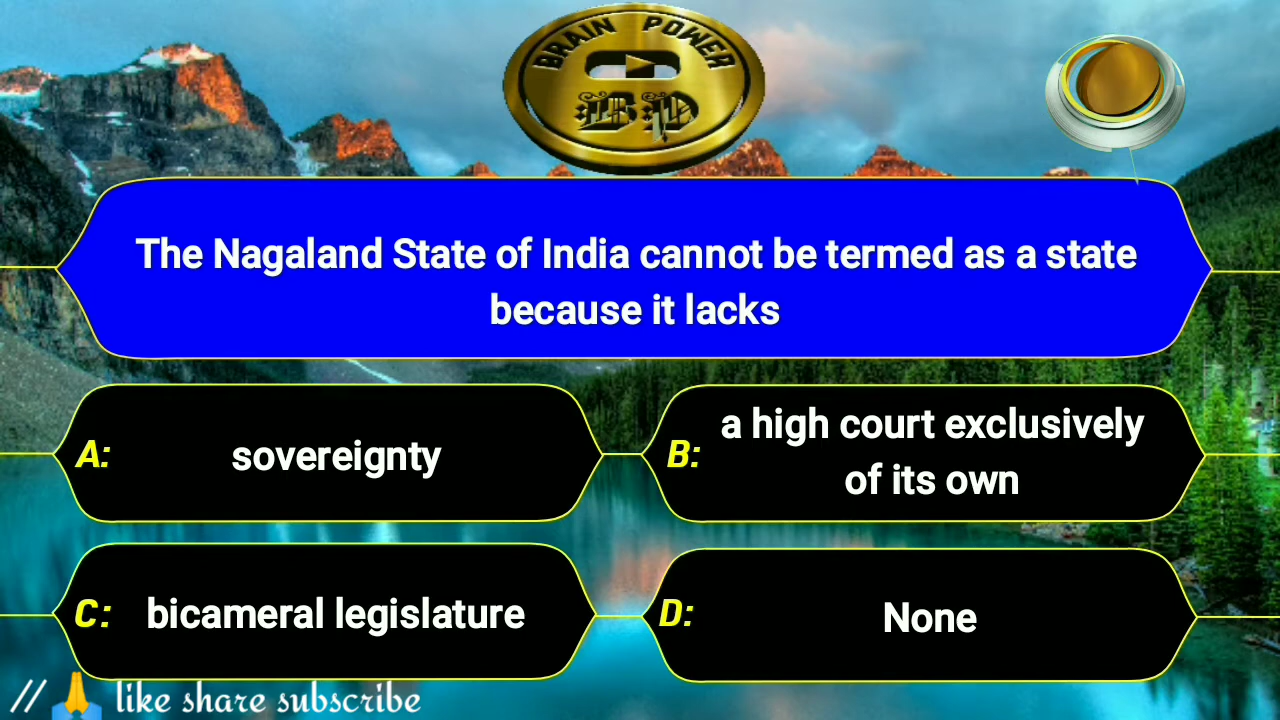 BRAIN POWER
BP
The Nagaland State of India cannot be termed as a state
because it lacks
A: sovereignty
B: a high court exclusively
of its own
C: bicameral legislature
D: None
// 🙏 like share subscribe